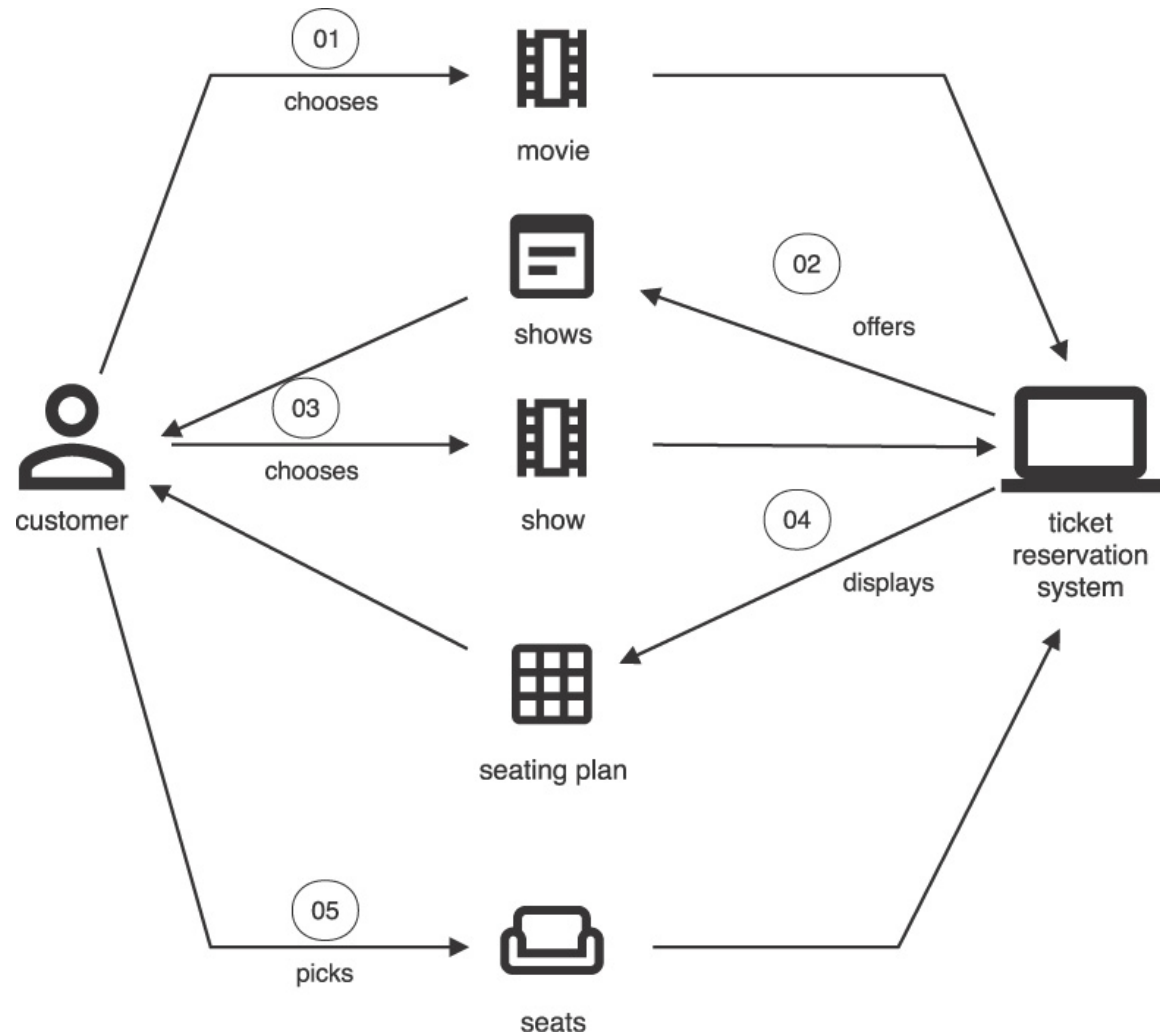 01
chooses
movie
02
offers
shows
03
chooses
show
customer
04
displays
ticket
reservation
system
seating plan
05
picks
seats